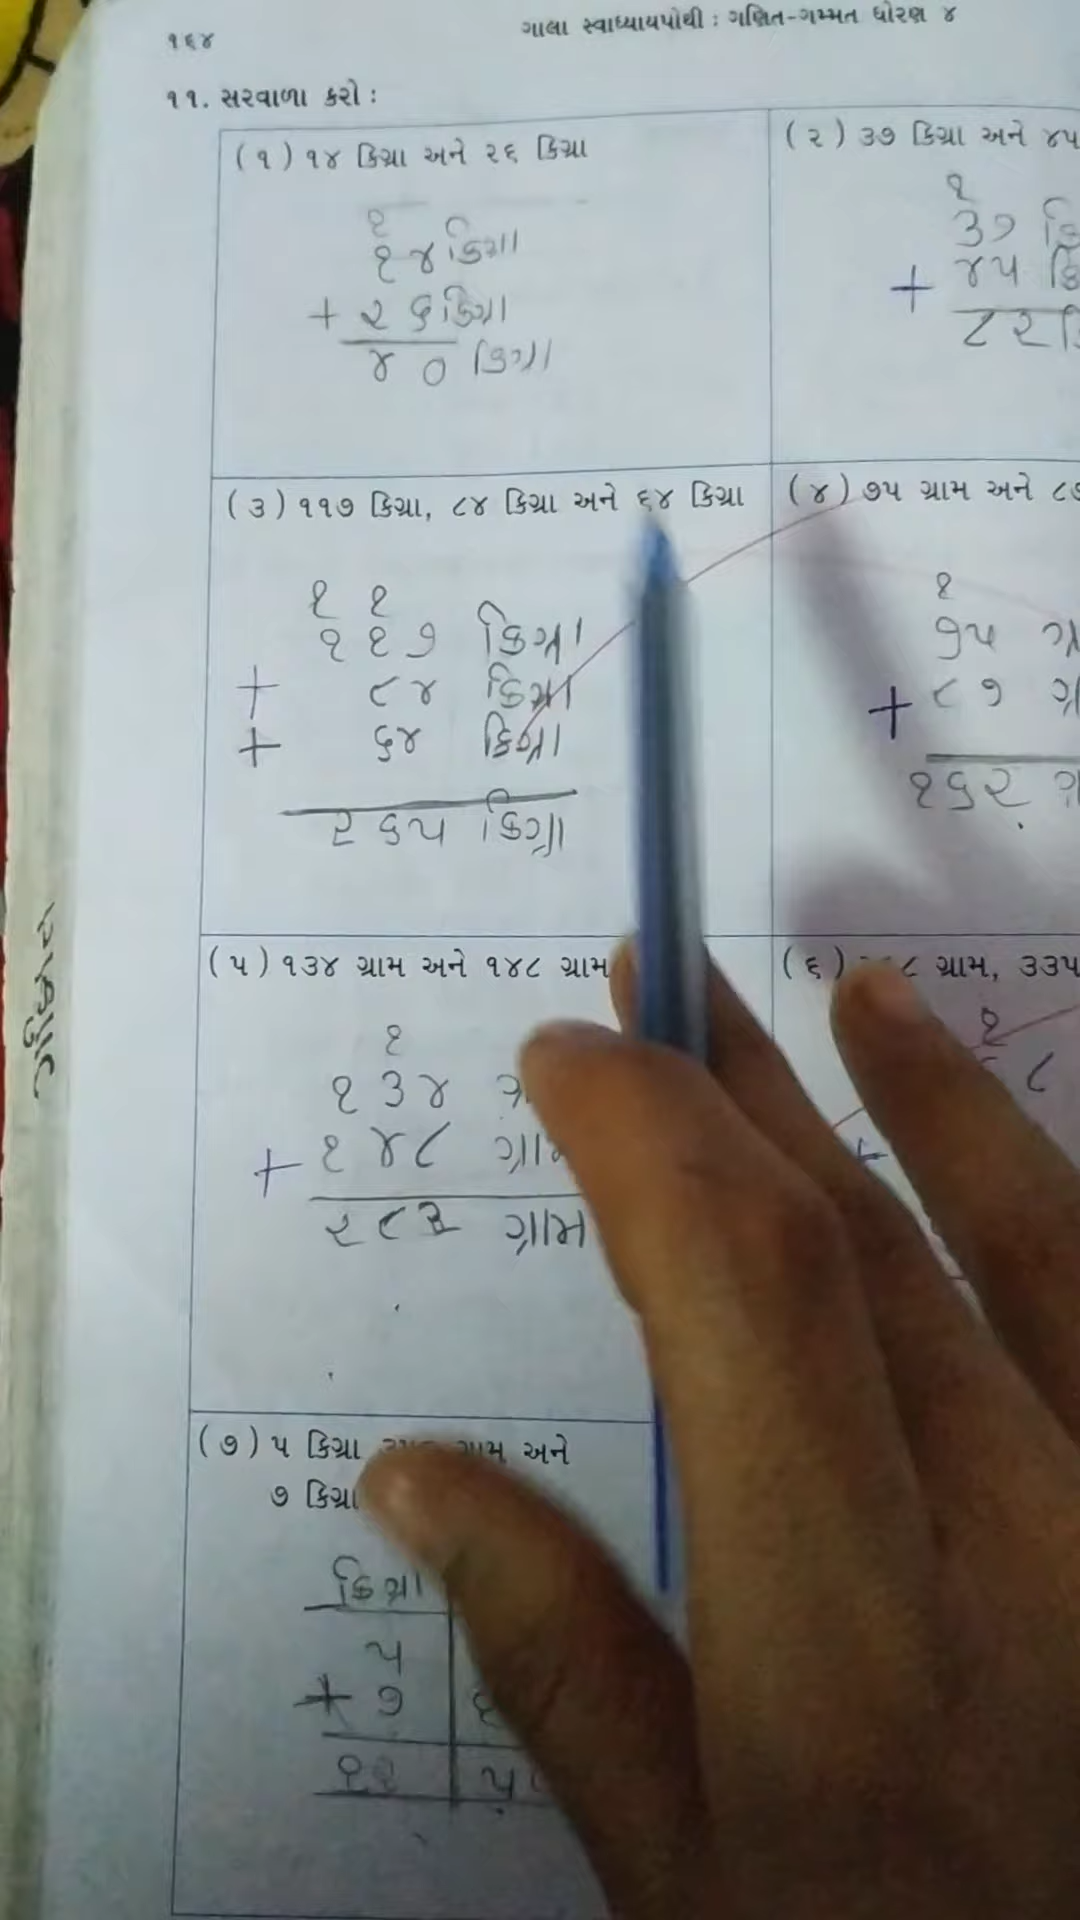 ૧૬૪
ગાલા સ્વાધ્યાયપોથી : ગણિત-ગમ્મત ધોરણ ૪
૧૧. સરવાળા કરો :
(૧) ૧૪ કિગ્રા અને ૨૬ કિગ્રા
૧
૧૪ કિગ્રા
+ ૨૬ કિગ્રા
૪૦ કિગ્રા
(૨) ૩૭ કિગ્રા અને ૪૫
૧
૩૭
+ ૪૫
૮૨
(૩) ૧૧૭ કિગ્રા, ૮૪ કિગ્રા અને ૬૪ કિગ્રા
૧ ૧
૧૧૭ કિગ્રા
+ ૮૪ કિગ્રા
+ ૬૪ કિગ્રા
૨૬૫ કિગ્રા
(૪) ૭૫ ગ્રામ અને ૮૭
૧
૭૫
+ ૮૭
૧૬૨
(૫) ૧૩૪ ગ્રામ અને ૧૪૮ ગ્રામ
૧
૧૩૪
+ ૧૪૮
૨૮૨ ગ્રામ
(૬) ગ્રામ, ૩૩૫
૧
૮
+
(૭) ૫ કિગ્રા અને
૭ કિગ્રા
કિગ્રા
૫
+ ૭
૧૨